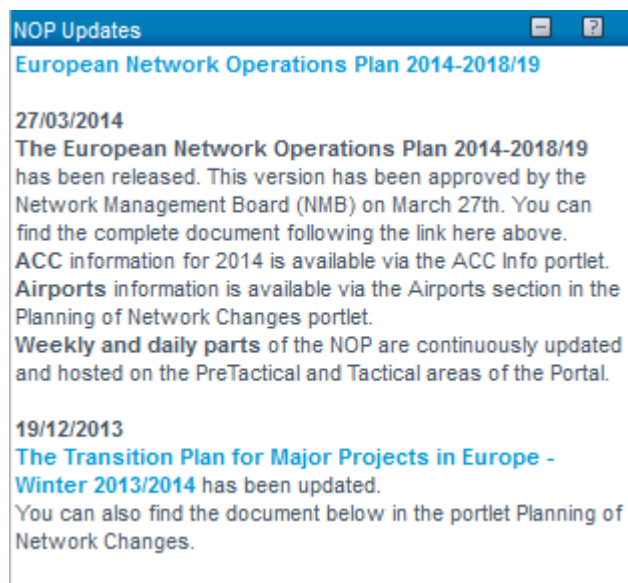 NOP Updates
European Network Operations Plan 2014-2018/19
27/03/2014
The European Network Operations Plan 2014-2018/19
has been released. This version has been approved by the
Network Management Board (NMB) on March 27th. You can
find the complete document following the link here above.
ACC information for 2014 is available via the ACC Info portlet.
Airports information is available via the Airports section in the
Planning of Network Changes portlet.
Weekly and daily parts of the NOP are continuously updated
and hosted on the PreTactical and Tactical areas of the Portal.
19/12/2013
The Transition Plan for Major Projects in Europe -
Winter 2013/2014 has been updated.
You can also find the document below in the portlet Planning of
Network Changes.